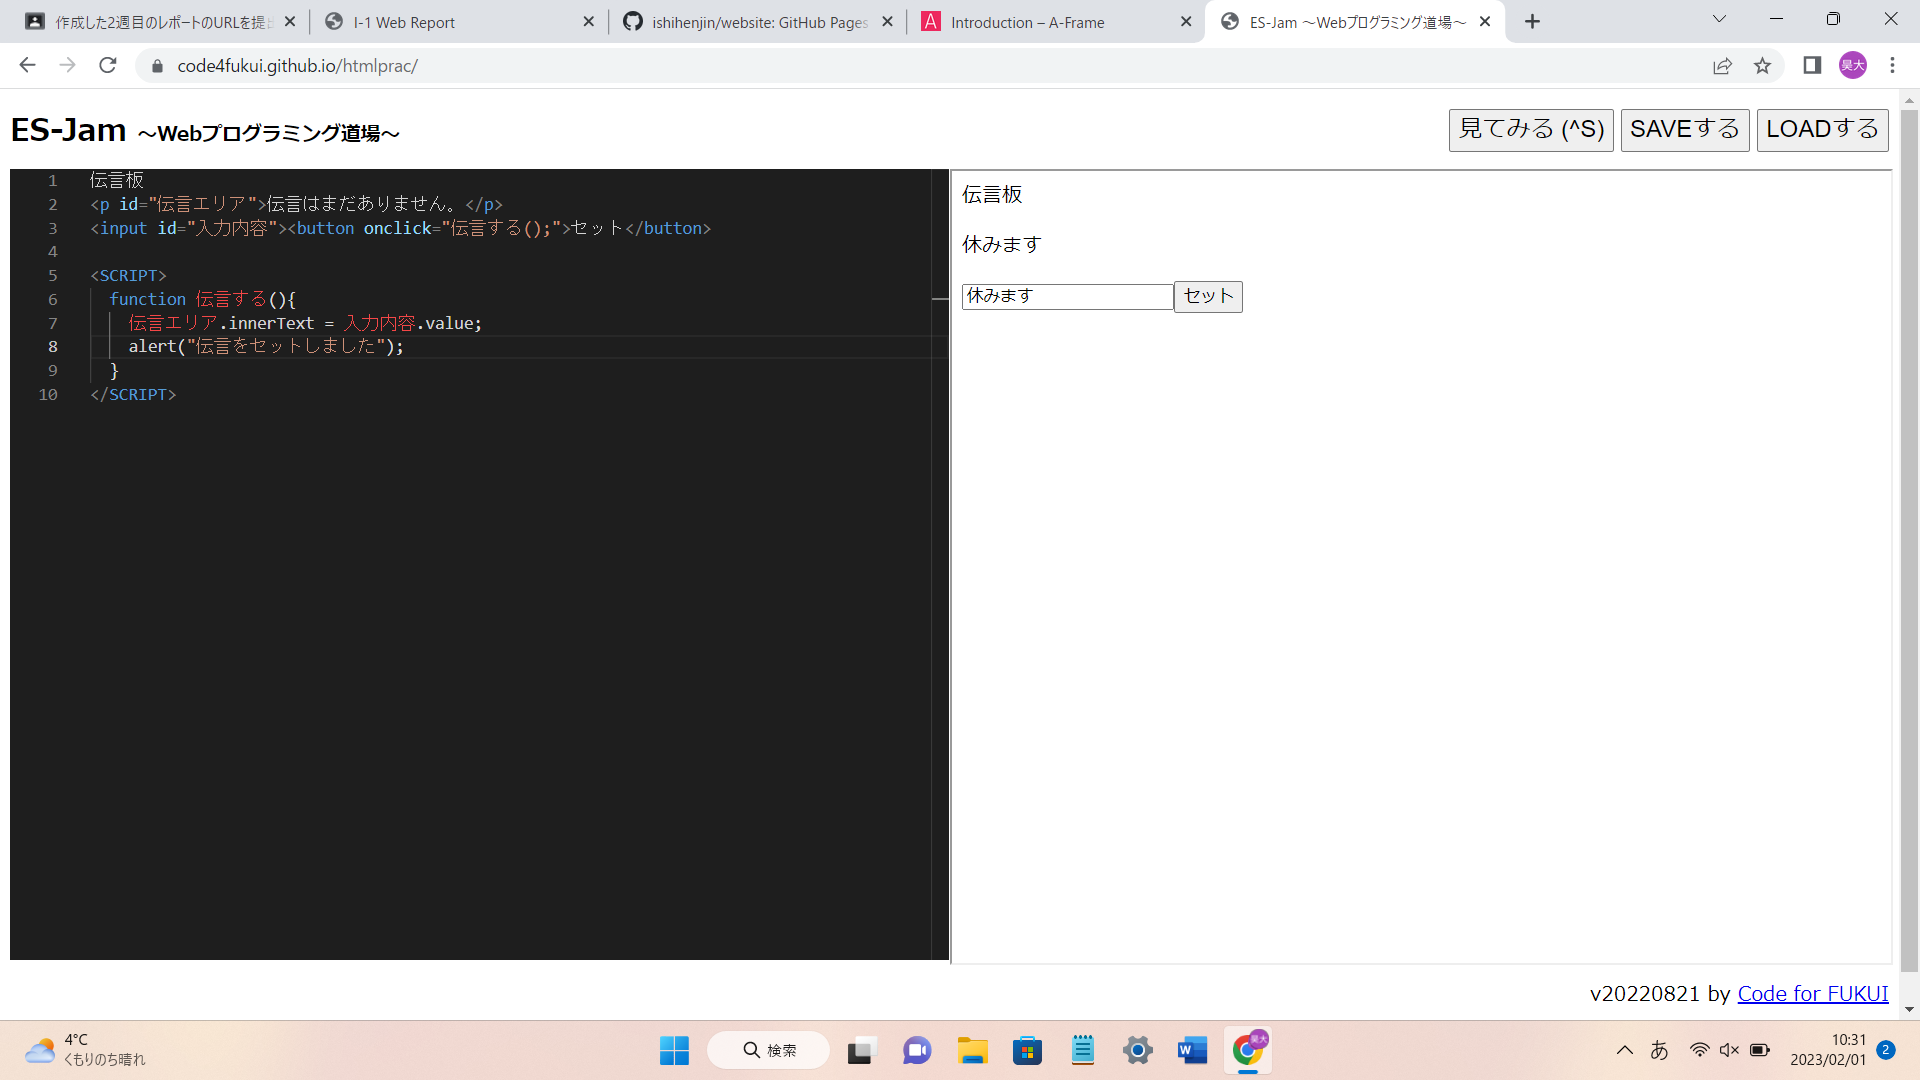 作成した2週目のレポートのURLを提出
I-1 Web Report
ishihenjin/website: GitHub Pages
Introduction – A-Frame
ES-Jam 〜Webプログラミング道場〜
code4fukui.github.io/htmlprac/
昊大
ES-Jam 〜Webプログラミング道場〜
見てみる (^S)
SAVEする
LOADする
1 伝言板
2 <p id="伝言エリア">伝言はまだありません。</p>
3 <input id="入力内容"><button onclick="伝言する();">セット</button>
4
5 <SCRIPT>
6 function 伝言する(){
7 伝言エリア.innerText = 入力内容.value;
8 alert("伝言をセットしました");
9 }
10 </SCRIPT>
伝言板
休みます
休みます セット
v20220821 by Code for FUKUI
4°C
くもりのち晴れ
検索
昊大
あ
10:31
2023/02/01
2